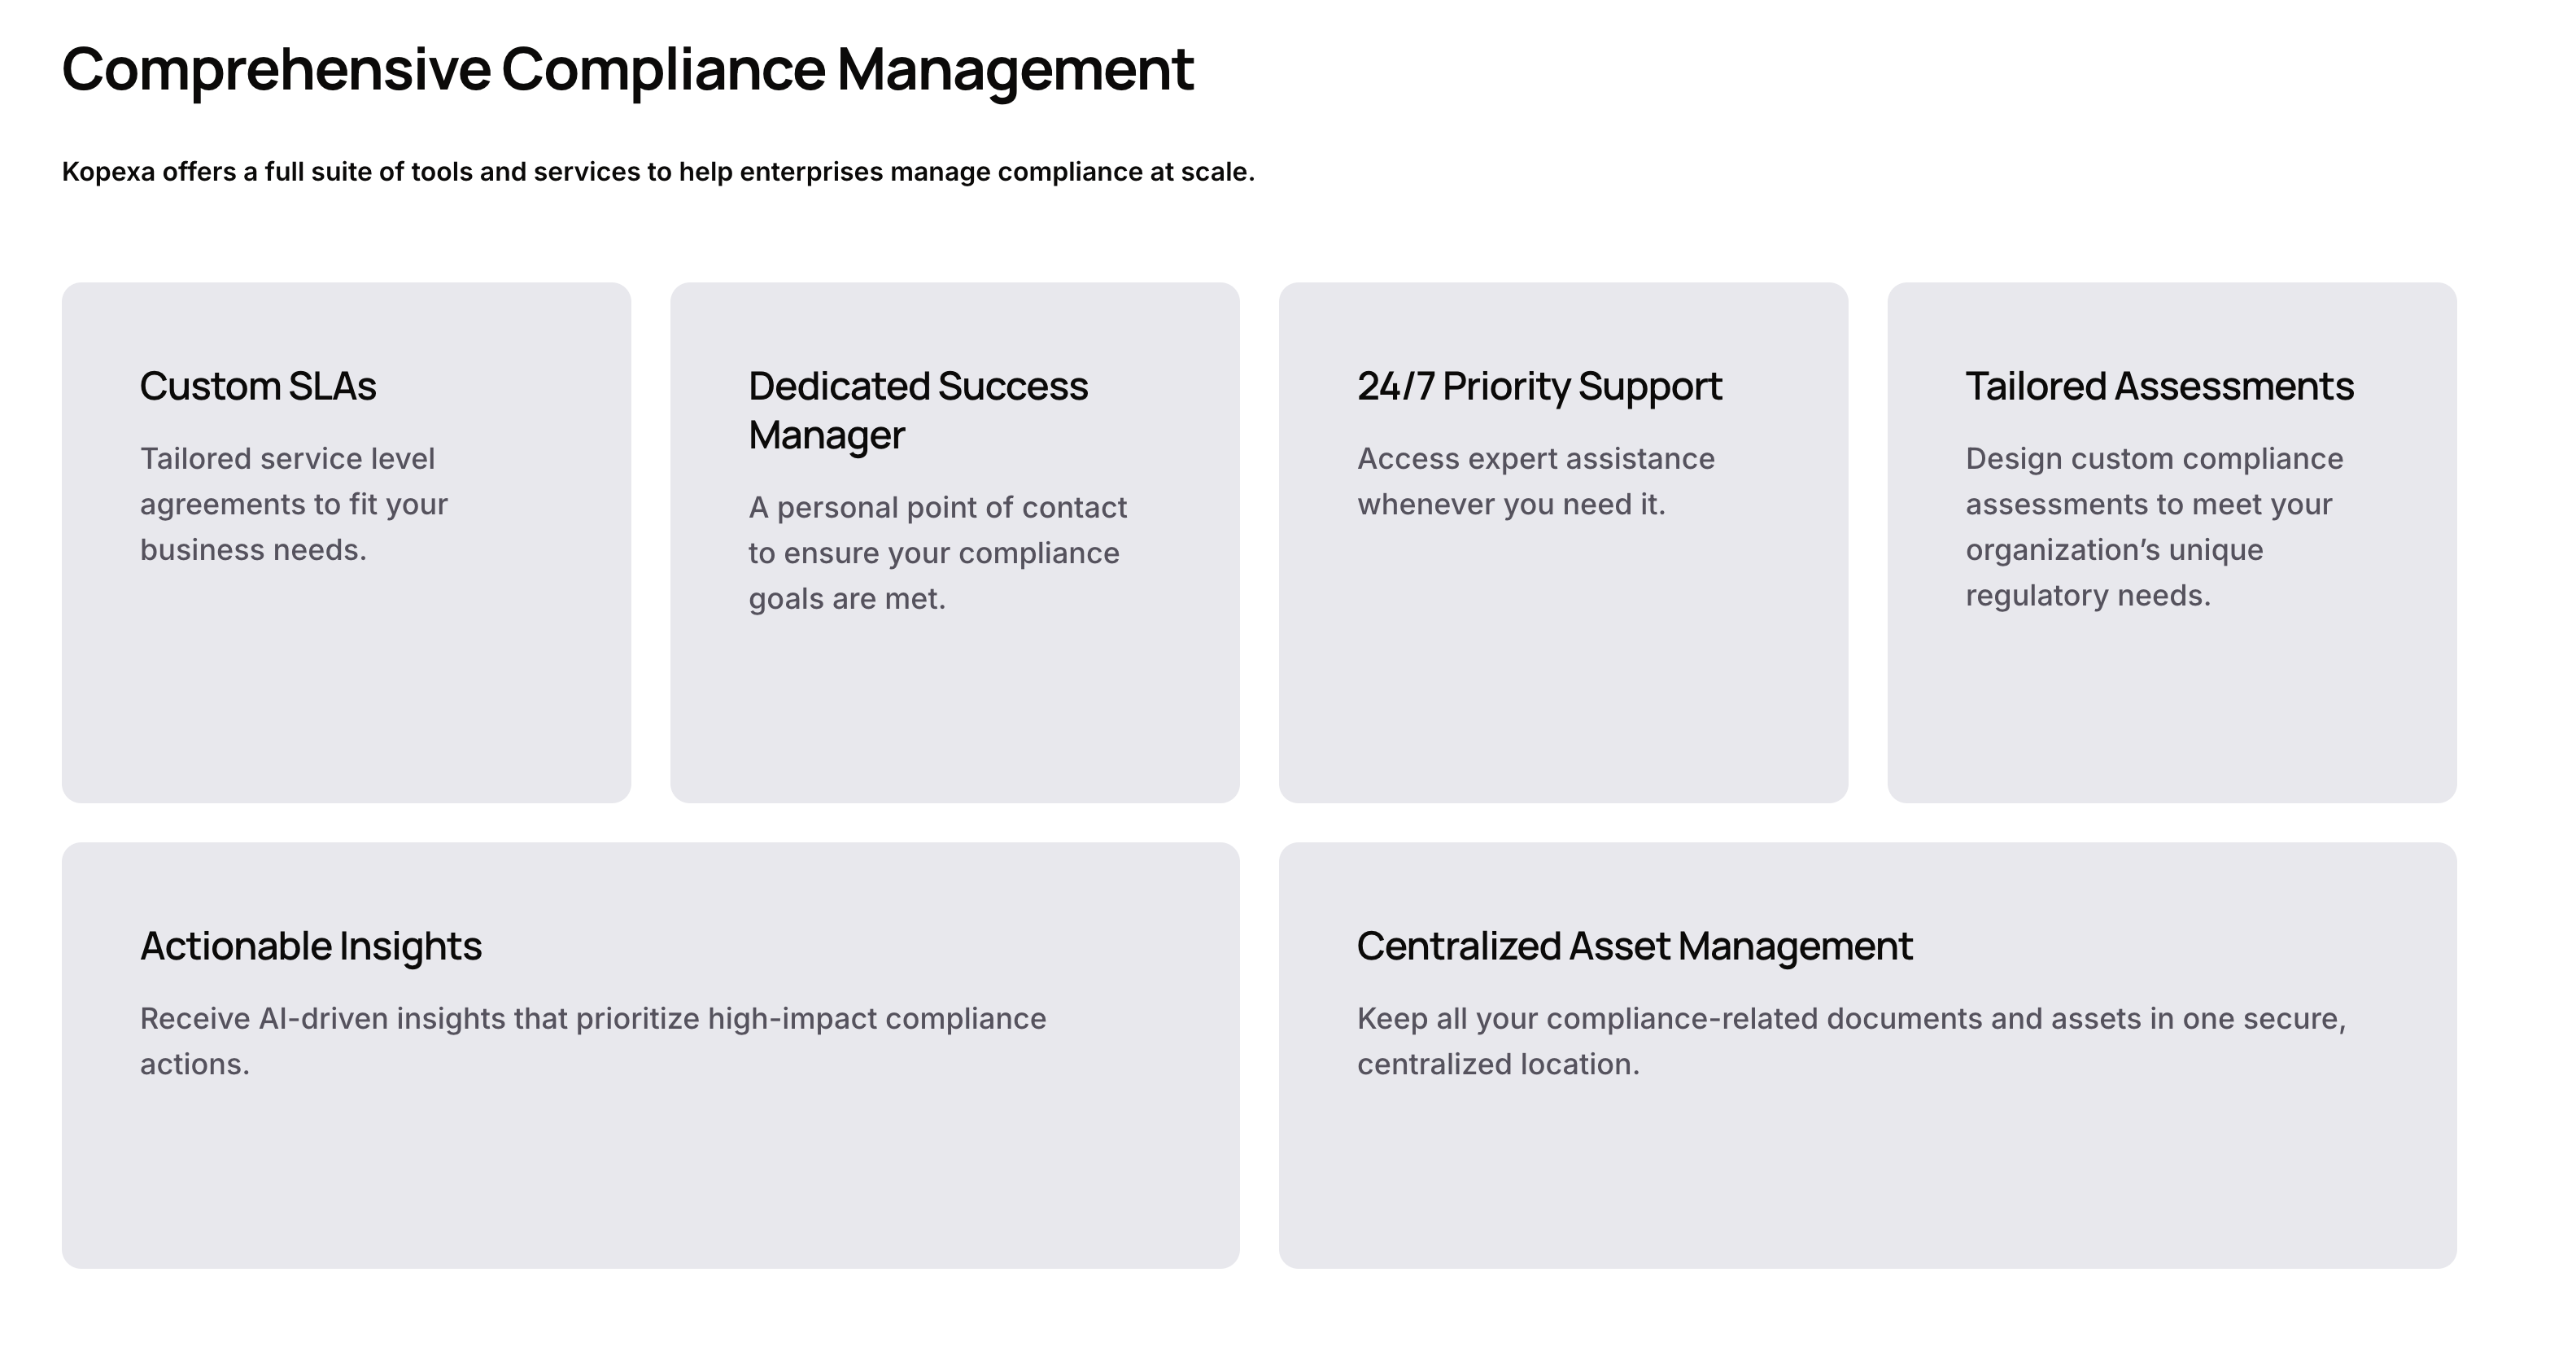 Comprehensive Compliance Management
Kopexa offers a full suite of tools and services to help enterprises manage compliance at scale.
Custom SLAs
Tailored service level
agreements to fit your
business needs.
Dedicated Success
Manager
A personal point of contact
to ensure your compliance
goals are met.
24/7 Priority Support
Access expert assistance
whenever you need it.
Tailored Assessments
Design custom compliance
assessments to meet your
organization’s unique
regulatory needs.
Actionable Insights
Receive AI-driven insights that prioritize high-impact compliance
actions.
Centralized Asset Management
Keep all your compliance-related documents and assets in one secure,
centralized location.